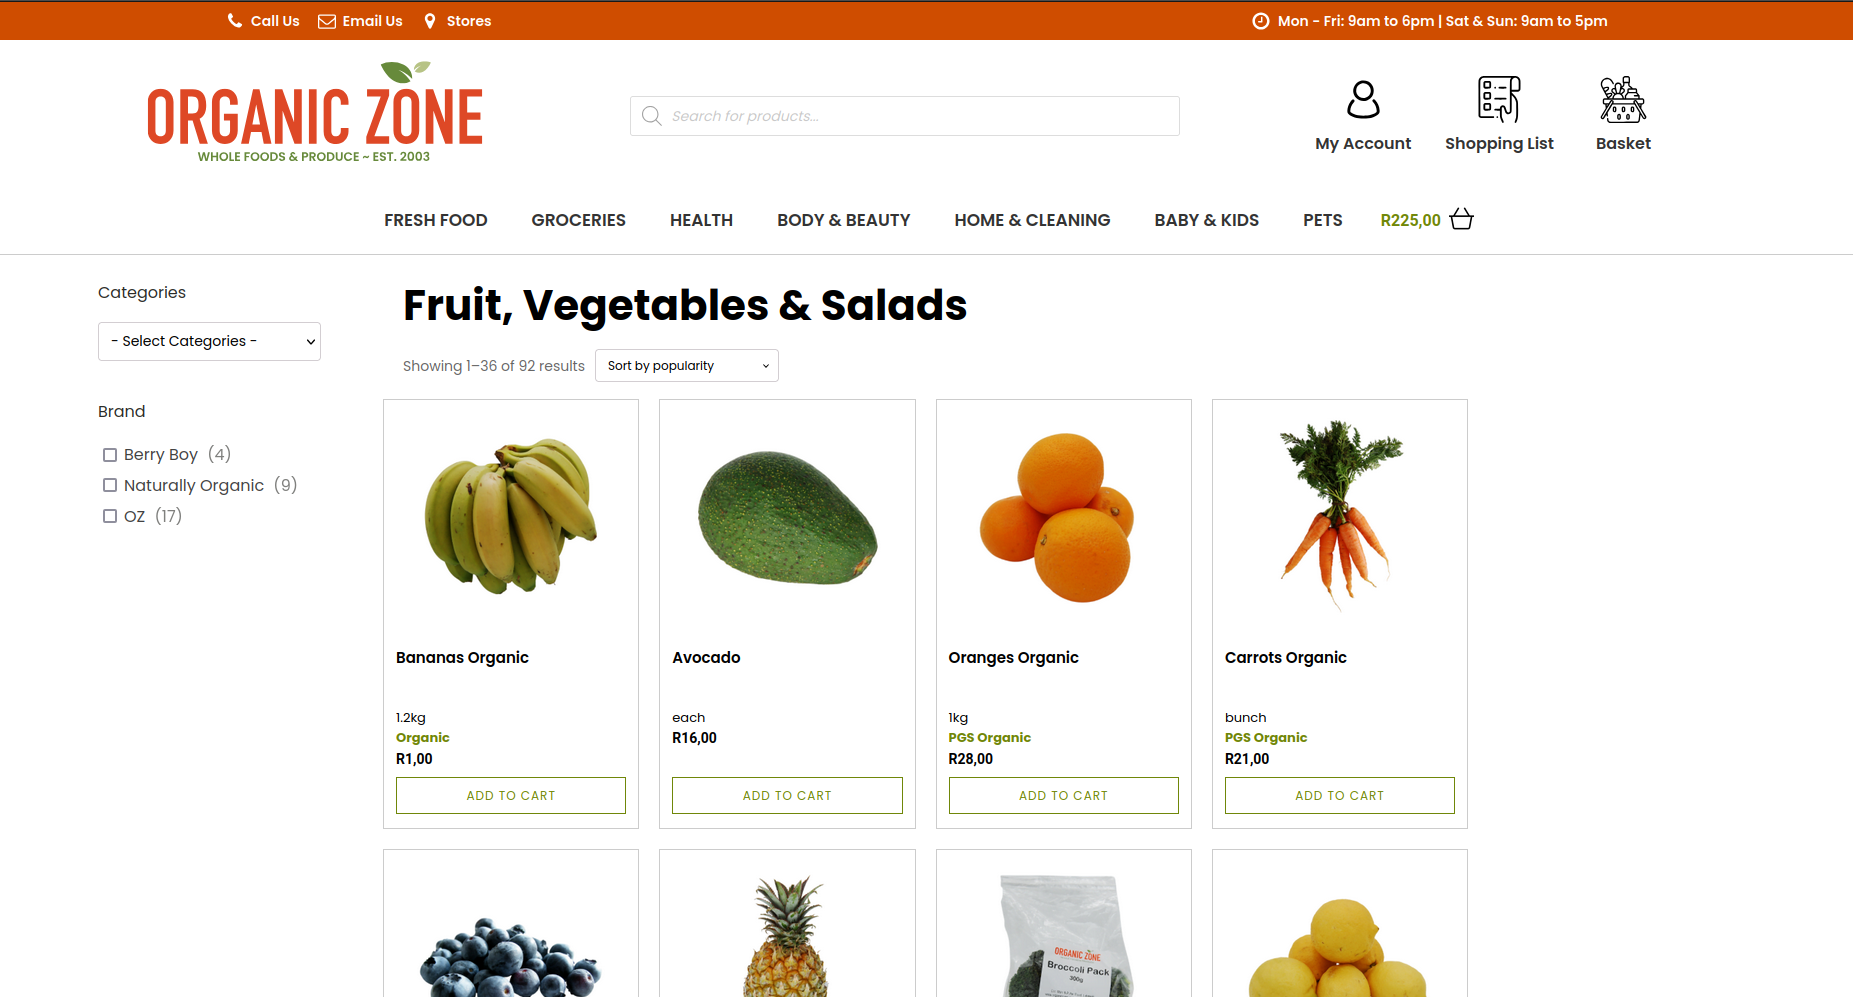 Call Us
Email Us
Stores
Mon - Fri: 9am to 6pm | Sat & Sun: 9am to 5pm
ORGANIC ZONE
WHOLE FOODS & PRODUCE ~ EST. 2003
Search for products...
My Account
Shopping List
Basket
FRESH FOOD
GROCERIES
HEALTH
BODY & BEAUTY
HOME & CLEANING
BABY & KIDS
PETS
R225,00
Categories
- Select Categories -
Brand
Berry Boy (4)
Naturally Organic (9)
OZ (17)
Fruit, Vegetables & Salads
Showing 1–36 of 92 results
Sort by popularity
Bananas Organic
1.2kg
Organic
R1,00
ADD TO CART
Avocado
each
R16,00
ADD TO CART
Oranges Organic
1kg
PGS Organic
R28,00
ADD TO CART
Carrots Organic
bunch
PGS Organic
R21,00
ADD TO CART
ORGANIC ZONE
Broccoli Pack
300g